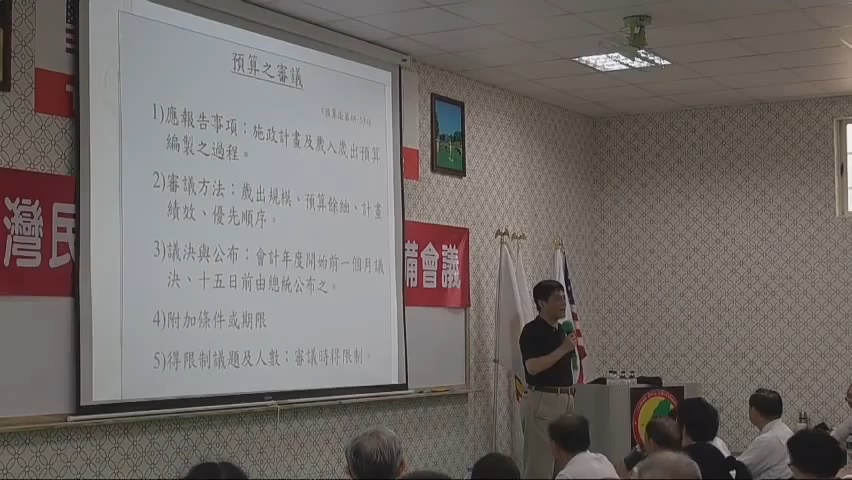 預算之審議
1)應報告事項：施政計畫及歲入歲出預算
編製之過程。
2)審議方法：歲出規模、預算餘絀、計畫
績效、優先順序。
3)議決與公布：會計年度開始前一個月議
決、十五日前由總統公布之。
4)附加條件或期限
5)得限制議題及人數：審議時得限制。
灣民
備會議